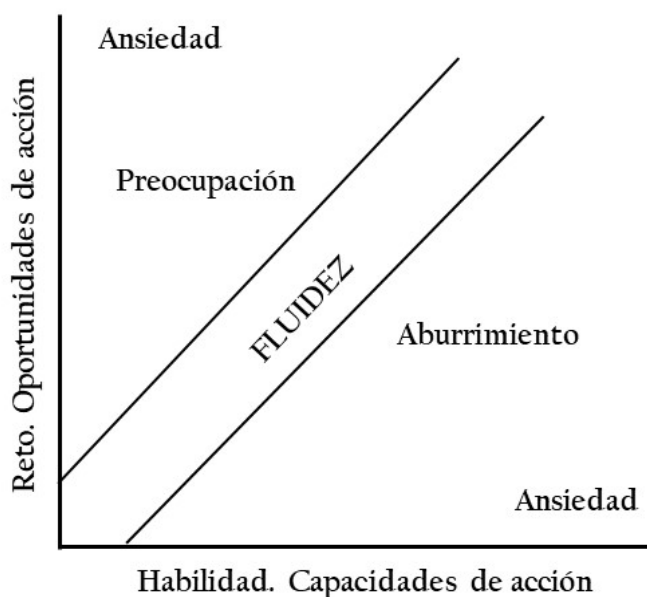 Ansiedad
Preocupación
FLUIDEZ
Aburrimiento
Ansiedad
Reto. Oportunidades de acción
Habilidad. Capacidades de acción